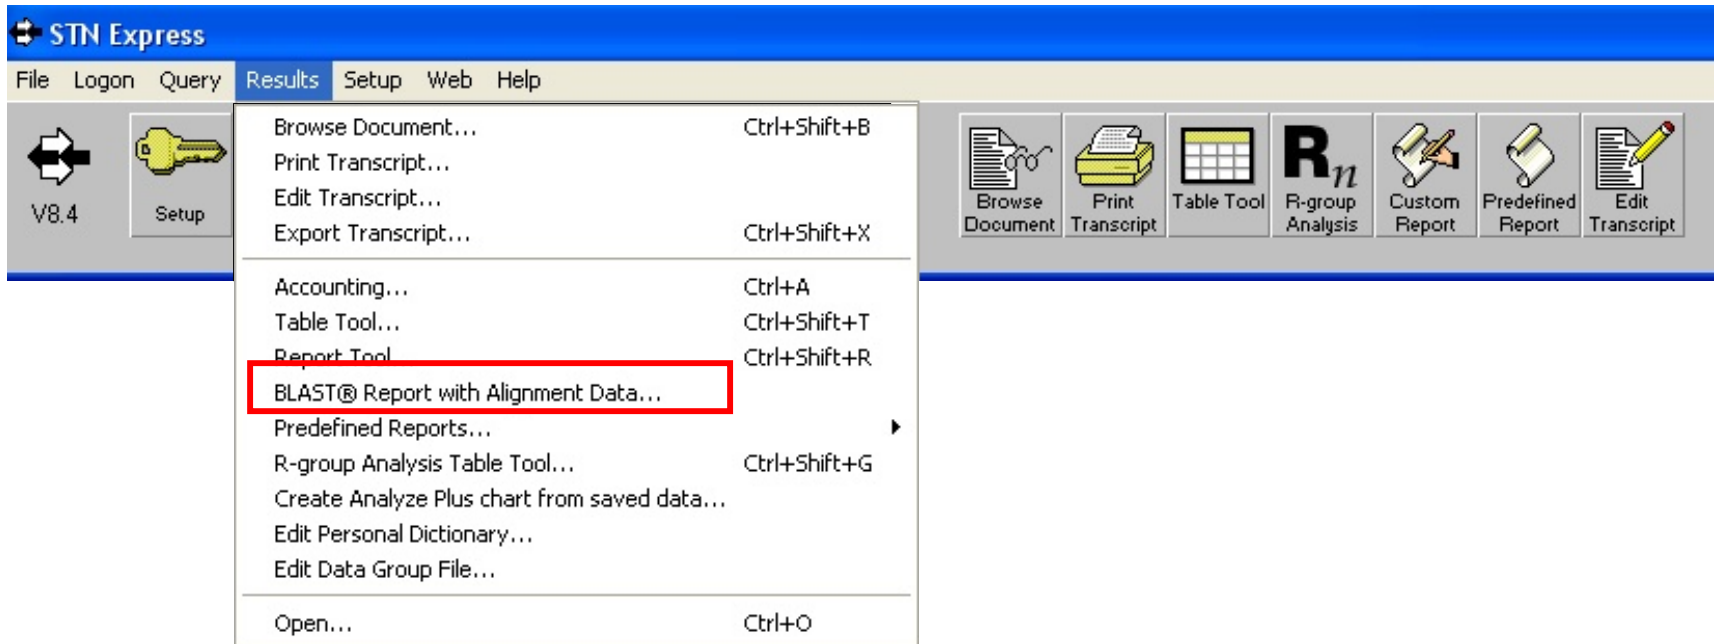 STN Express
File Logon Query Results Setup Web Help
Browse Document... Ctrl+Shift+B
Print Transcript...
Edit Transcript...
Export Transcript... Ctrl+Shift+X
Accounting... Ctrl+A
Table Tool... Ctrl+Shift+T
Report Tool Ctrl+Shift+R
BLAST® Report with Alignment Data...
Predefined Reports...
R-group Analysis Table Tool... Ctrl+Shift+G
Create Analyze Plus chart from saved data...
Edit Personal Dictionary...
Edit Data Group File...
Open... Ctrl+O
V8.4
Setup
Browse
Document
Print
Transcript
Table Tool
Rn
R-group
Analysis
Custom
Report
Predefined
Report
Edit
Transcript